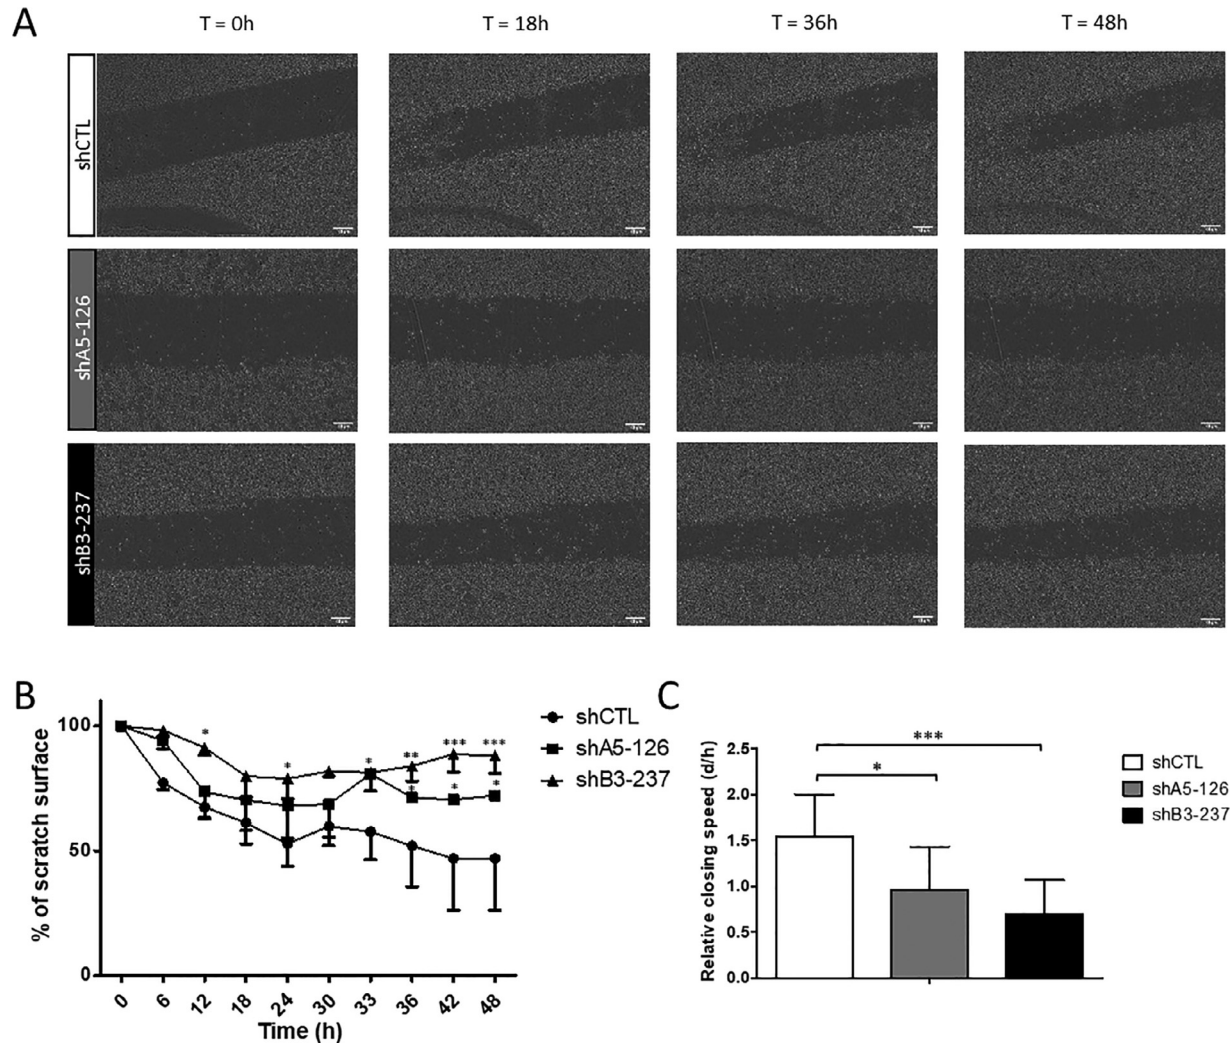 A
T = 0h
T = 18h
T = 36h
T = 48h
shCTL
shA5-126
shB3-237
B
% of scratch surface
100
50
0
*
*
*
**
***
***
*
*
*
0
6
12
18
24
30
33
36
42
48
Time (h)
shCTL
shA5-126
shB3-237
C
Relative closing speed (d/h)
2.5
2.0
1.5
1.0
0.5
0.0
***
*
shCTL
shA5-126
shB3-237